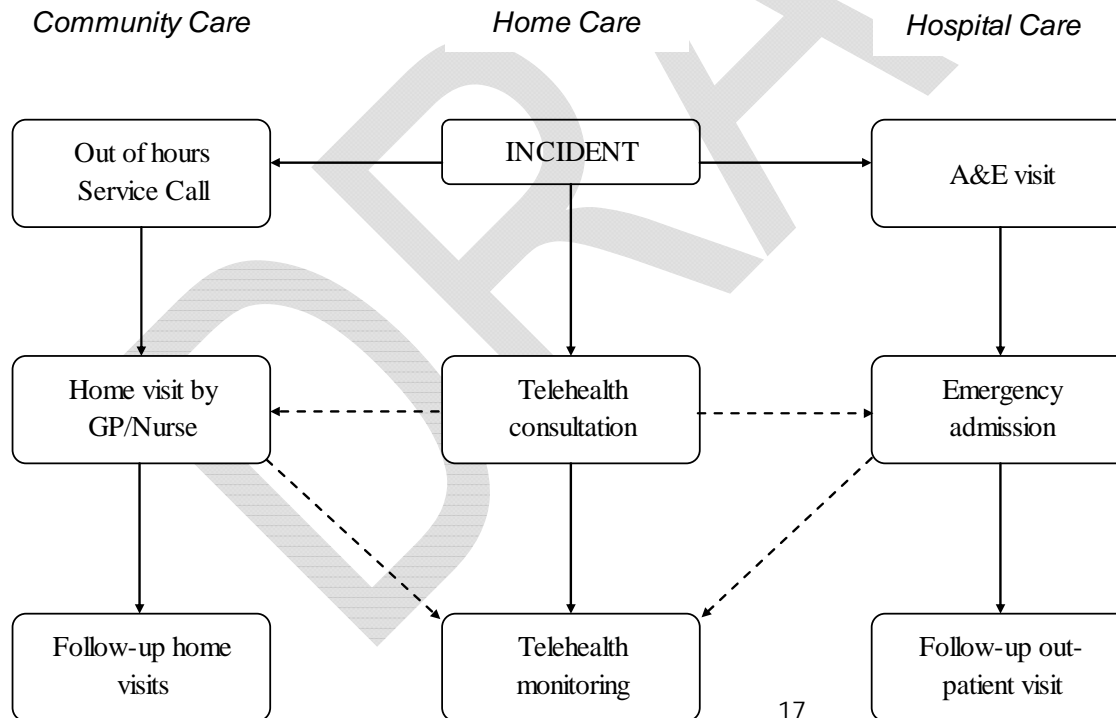 Community Care
Home Care
Hospital Care
Out of hours
Service Call
INCIDENT
A&E visit
Home visit by
GP/Nurse
Telehealth
consultation
Emergency
admission
Follow-up home
visits
Telehealth
monitoring
Follow-up out-
patient visit
17
DRA